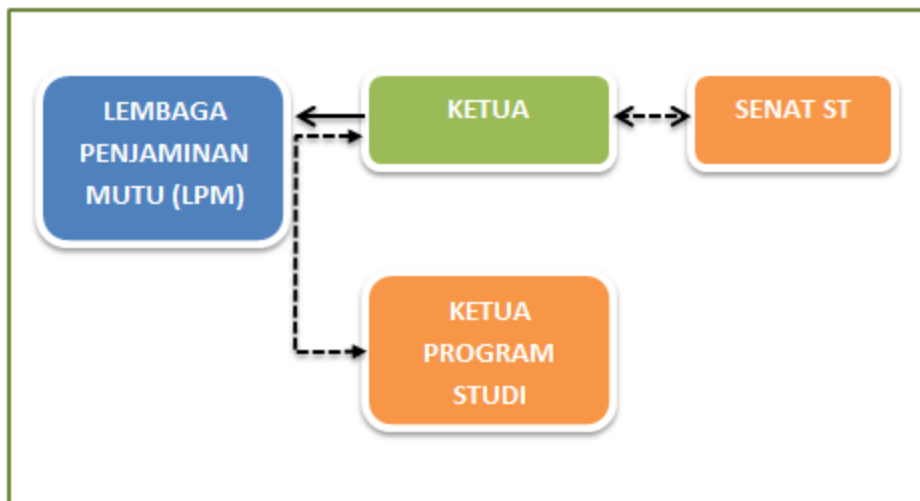 LEMBAGA
PENJAMINAN
MUTU (LPM)
KETUA
SENAT ST
KETUA
PROGRAM
STUDI